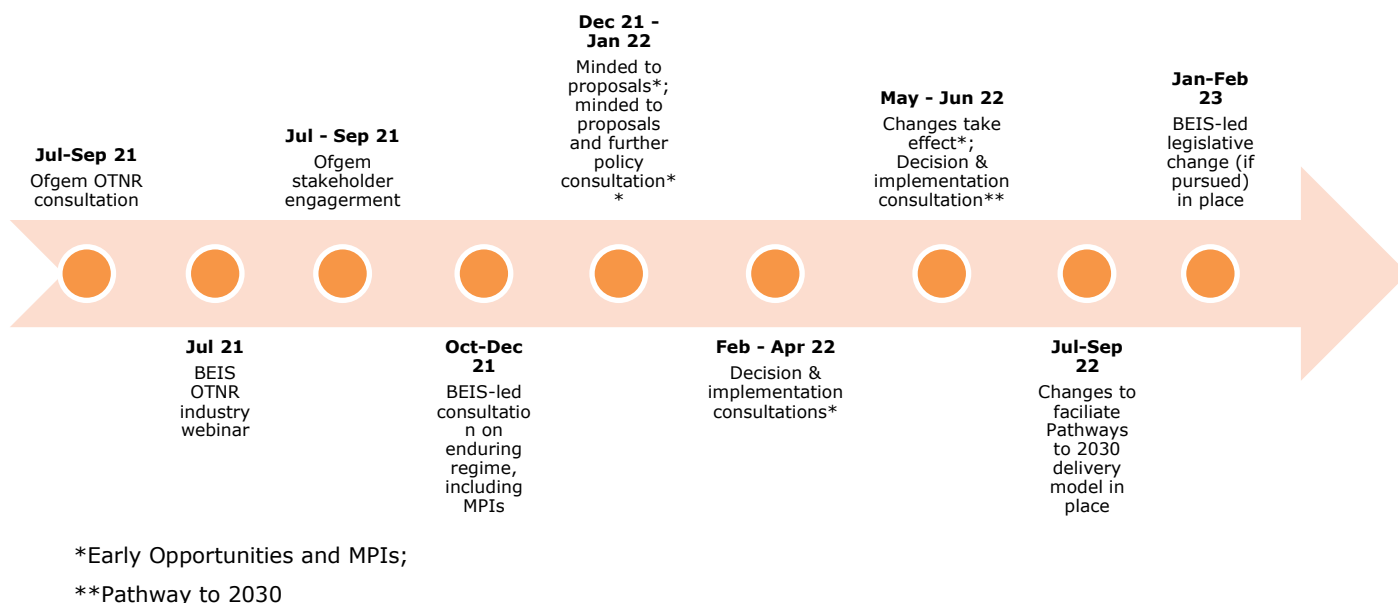 Jul-Sep 21
Ofgem OTNR
consultation
Jul 21
BEIS
OTNR
industry
webinar
Jul - Sep 21
Ofgem
stakeholder
engagerment
Oct-Dec
21
BEIS-led
consultatio
n on
enduring
regime,
including
MPIs
Dec 21 -
Jan 22
Minded to
proposals*;
minded to
proposals
and further
policy
consultation*
*
Feb - Apr 22
Decision &
implementation
consultations*
May - Jun 22
Changes take
effect*;
Decision &
implementation
consultation**
Jul-Sep
22
Changes to
faciliate
Pathways
to 2030
delivery
model in
place
Jan-Feb
23
BEIS-led
legislative
change (if
pursued)
in place
*Early Opportunities and MPIs;
**Pathway to 2030